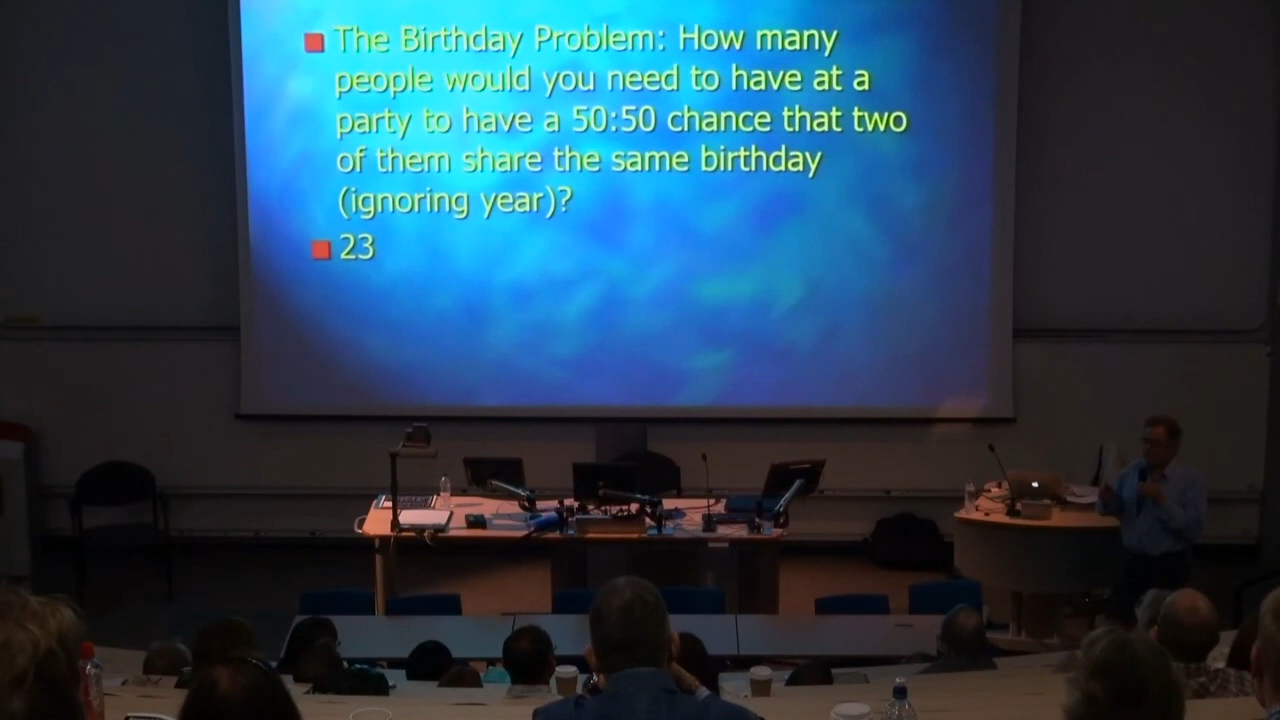 The Birthday Problem: How many
people would you need to have at a
party to have a 50:50 chance that two
of them share the same birthday
(ignoring year)?
23